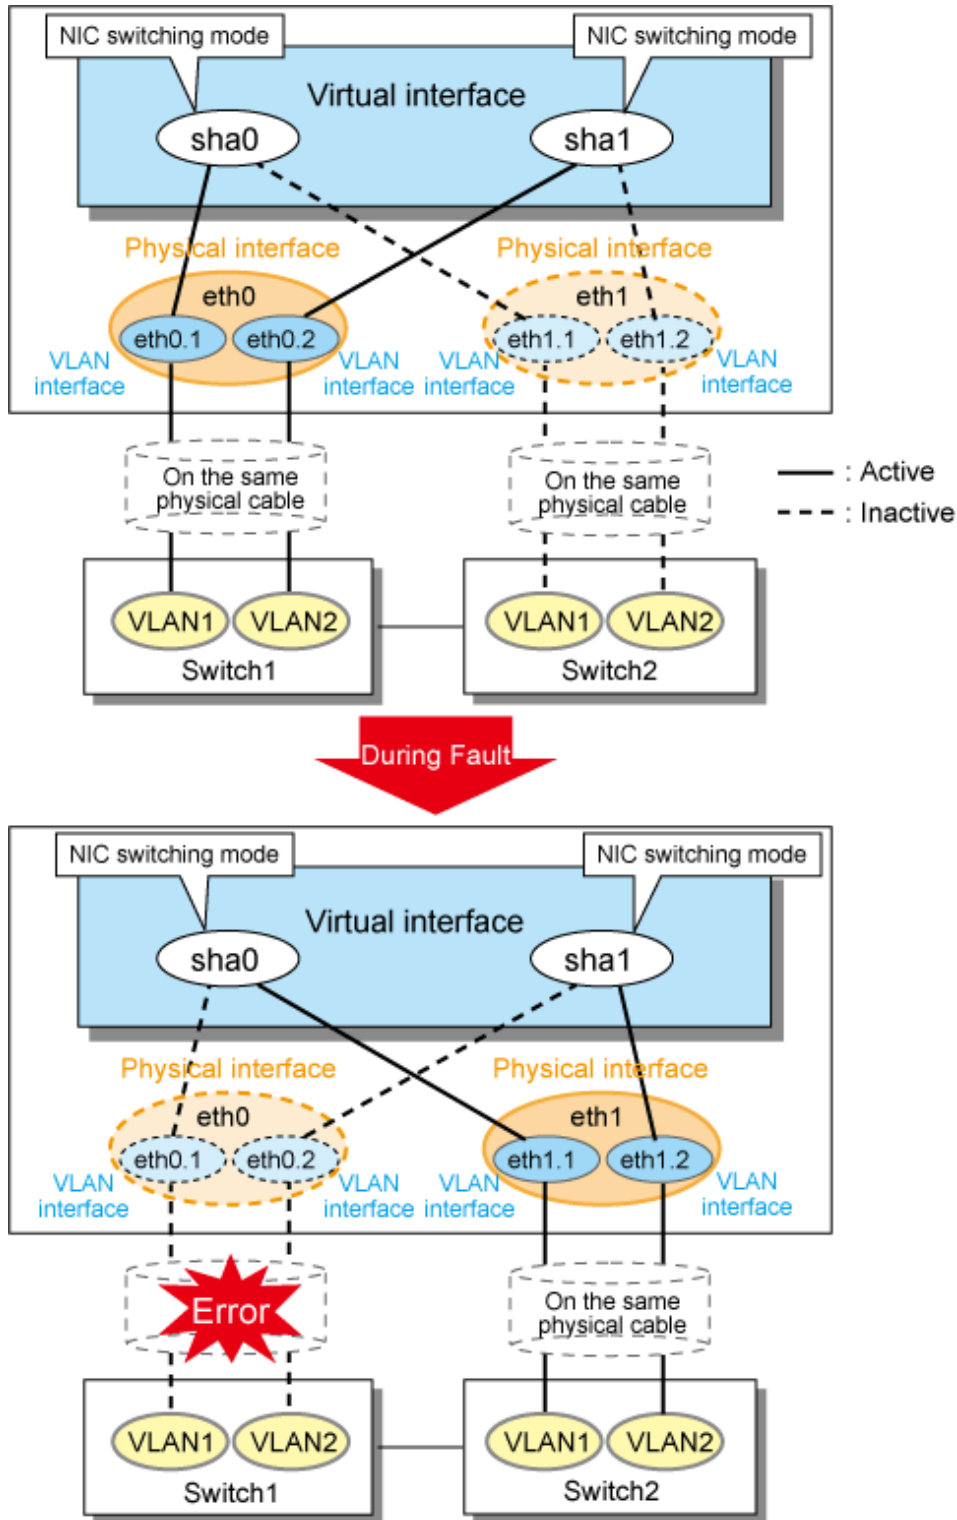 NIC switching mode
NIC switching mode
Virtual interface
sha0
sha1
Physical interface
Physical interface
eth0
eth1
eth0.1
eth0.2
eth1.1
eth1.2
VLAN
interface
VLAN
interface
VLAN
interface
VLAN
interface
On the same
physical cable
On the same
physical cable
: Active
: Inactive
VLAN1
VLAN2
VLAN1
VLAN2
Switch1
Switch2
During Fault
NIC switching mode
NIC switching mode
Virtual interface
sha0
sha1
Physical interface
Physical interface
eth0
eth1
eth0.1
eth0.2
eth1.1
eth1.2
VLAN
interface
VLAN
interface
VLAN
interface
VLAN
interface
Error
On the same
physical cable
VLAN1
VLAN2
VLAN1
VLAN2
Switch1
Switch2